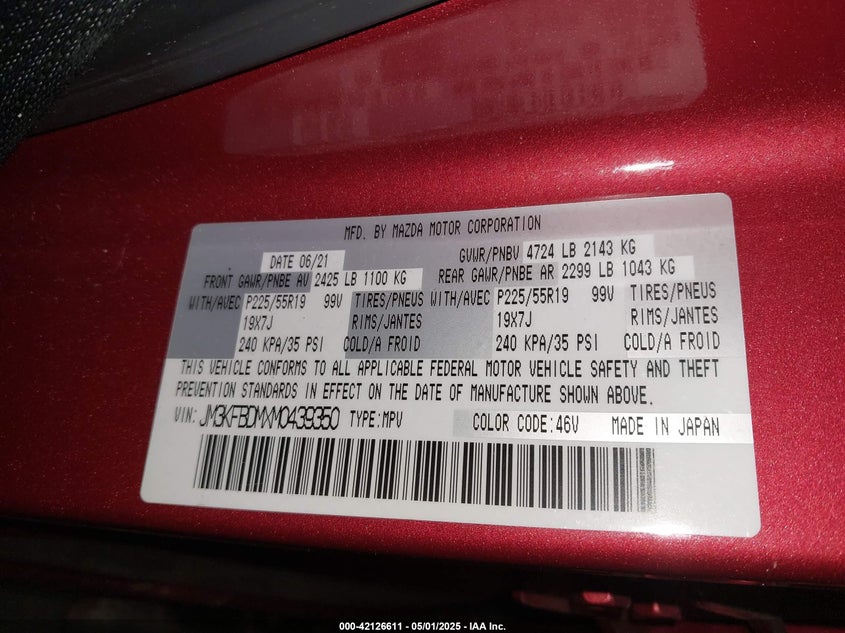 MFD. BY MAZDA MOTOR CORPORATION
DATE 06/21 GVWR/PNBV 4724 LB 2143 KG
FRONT GAWR/PNBE AV 2425 LB 1100 KG REAR GAWR/PNBE AR 2299 LB 1043 KG
WITH/AVEC P225/55R19 99V TIRES/PNEUS WITH/AVEC P225/55R19 99V TIRES/PNEUS
19X7J RIMS/JANTES 19X7J RIMS/JANTES
240 KPA/35 PSI COLD/A FROID 240 KPA/35 PSI COLD/A FROID
THIS VEHICLE CONFORMS TO ALL APPLICABLE FEDERAL MOTOR VEHICLE SAFETY AND THEFT
PREVENTION STANDARDS IN EFFECT ON THE DATE OF MANUFACTURE SHOWN ABOVE.
VIN: JM3KFBDMXM0439350 TYPE:MPV COLOR CODE:46V MADE IN JAPAN
000-42126611 - 05/01/2025 - IAA Inc.